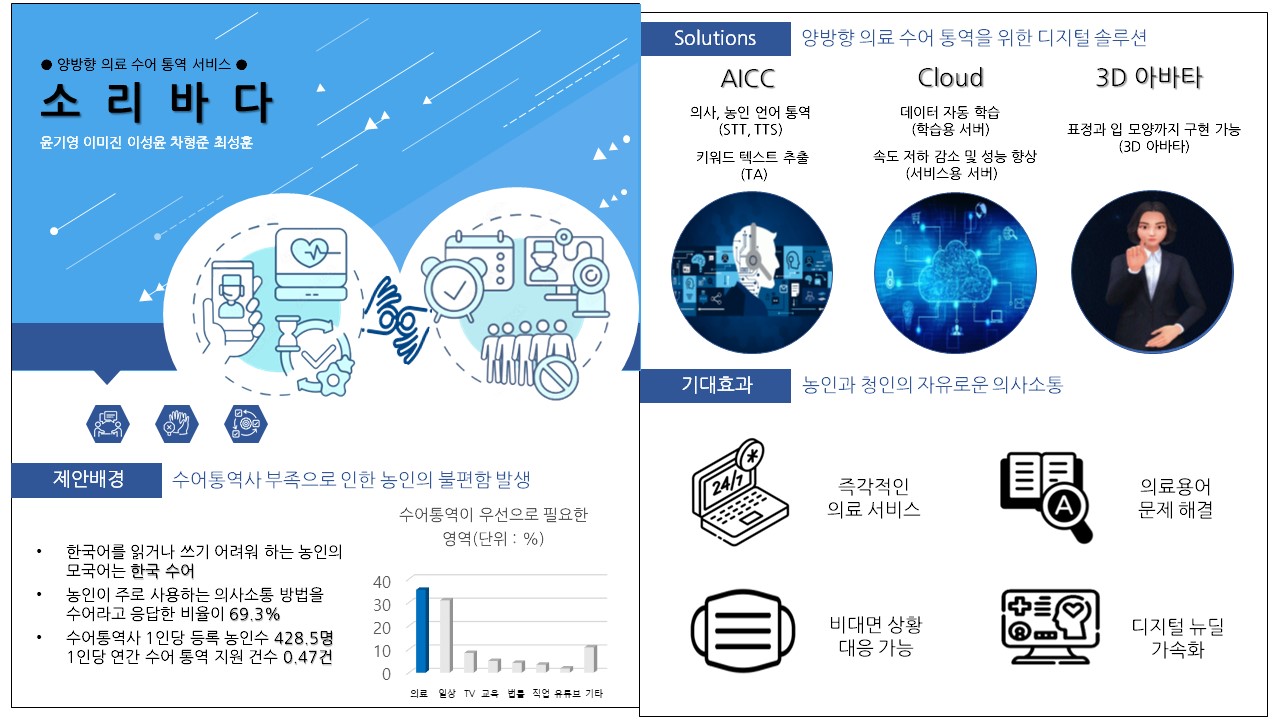 ● 양방향 의료 수어 통역 서비스 ●
소 리 바 다
윤기영 이미진 이성윤 차형준 최성훈
제안배경
수어통역사 부족으로 인한 농인의 불편함 발생
• 한국어를 읽거나 쓰기 어려워 하는 농인의
모국어는 한국 수어
• 농인이 주로 사용하는 의사소통 방법을
수어라고 응답한 비율이 69.3%
• 수어통역사 1인당 등록 농인수 428.5명
1인당 연간 수어 통역 지원 건수 0.47건
수어통역이 우선으로 필요한
영역(단위 : %)
40
30
20
10
0
의료 일상 TV 교육 법률 직업 유튜브 기타
Solutions
양방향 의료 수어 통역을 위한 디지털 솔루션
AICC
의사, 농인 언어 통역
(STT, TTS)
키워드 텍스트 추출
(TA)
Cloud
데이터 자동 학습
(학습용 서버)
속도 저하 감소 및 성능 향상
(서비스용 서버)
3D 아바타
표정과 입 모양까지 구현 가능
(3D 아바타)
기대효과
농인과 청인의 자유로운 의사소통
24/7
즉각적인
의료 서비스
A
의료용어
문제 해결
비대면 상황
대응 가능
디지털 뉴딜
가속화